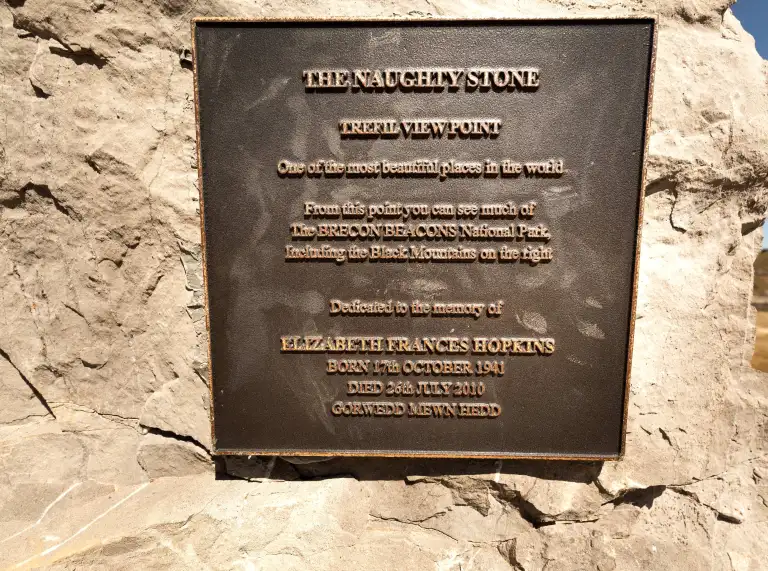 THE NAUGHTY STONE
TREFIL VIEWPOINT
One of the most beautiful places in the world
From this point you can see much of
The BRECON BEACONS National Park,
Including the Black Mountains on the right
Dedicated to the memory of
ELIZABETH FRANCES HOPKINS
BORN 17th OCTOBER 1941
DIED 26th JULY 2010
GORWEDD MEWN HEDD